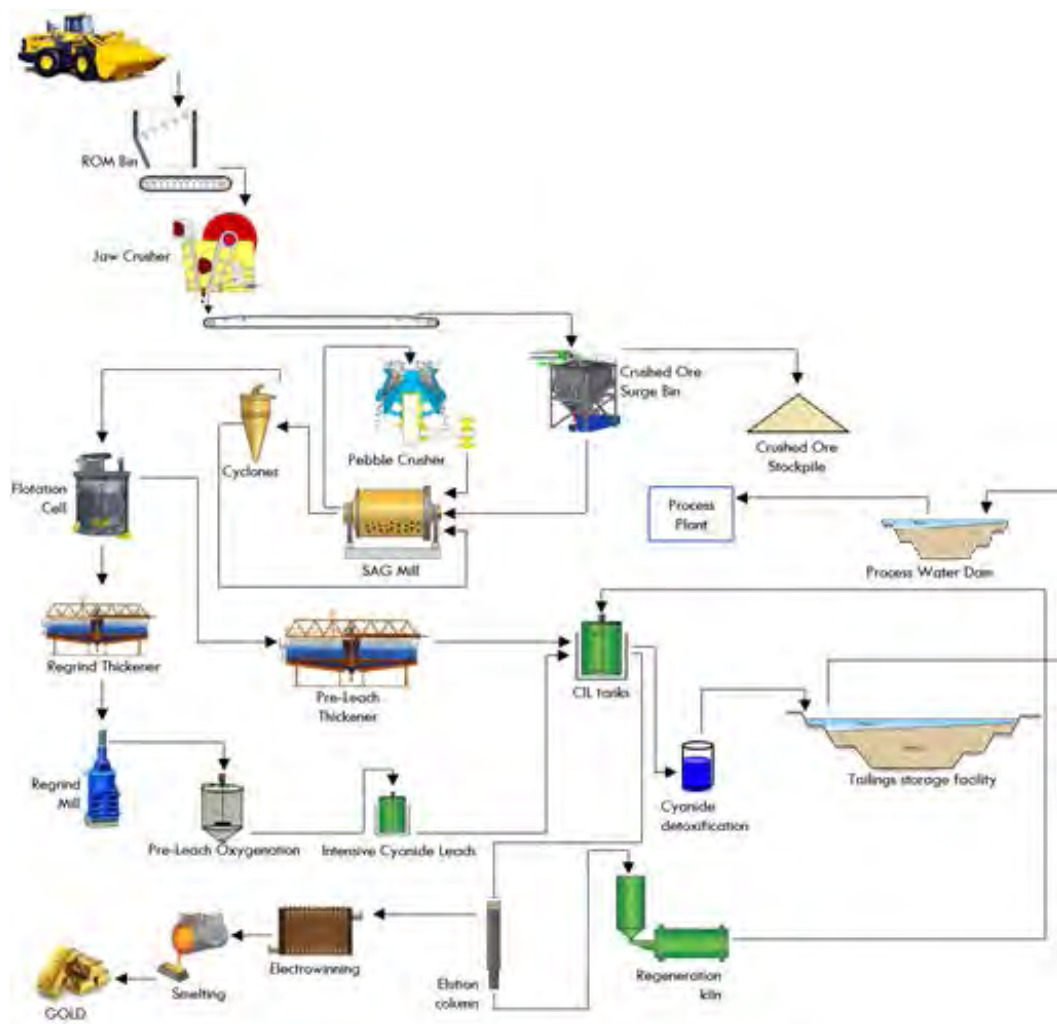 ROM Bin
Jaw Crusher
Crushed Ore
Surge Bin
Crushed Ore
Stockpile
Pebble Crusher
Cyclones
Flotation
Cell
SAG Mill
Process
Plant
Process Water Dam
Regrind Thickener
Pre-Leach
Thickener
CIL tanks
Tailings storage facility
Regrind
Mill
Pre-Leach Oxygenation
Intensive Cyanide Leads
Cyanide
detoxification
Electrowinning
Smelting
GOLD
Elution
column
Regeneration
kiln